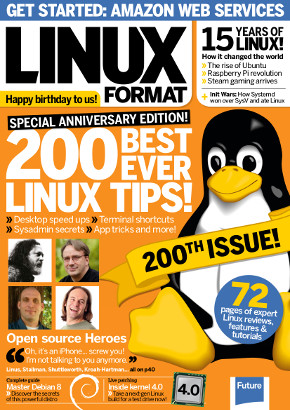 GET STARTED: AMAZON WEB SERVICES
LINUX
FORMAT
Happy birthday to us!
15 YEARS OF
LINUX!
How it changed the world
» The rise of Ubuntu
» Raspberry Pi revolution
» Steam gaming arrives
+ Init Wars: How Systemd
won over SysV and ate Linux
SPECIAL ANNIVERSARY EDITION!
200 BEST
EVER
LINUX TIPS!
» Desktop speed ups » Terminal shortcuts
» Sysadmin secrets » App tricks and more!
200TH ISSUE!
72
pages of expert
Linux reviews,
features &
tutorials
Open source Heroes
“Oh, it's an iPhone... screw you!
I'm not talking to you anymore.”
Linus, Stallman, Shuttleworth, Kroah-Hartman... all on p40
Complete guide
Master Debian 8
» Discover the secrets
of this powerful distro
Live patching
Inside kernel 4.0
» Take a next gen Linux
build for a test drive now!
4.0
Future